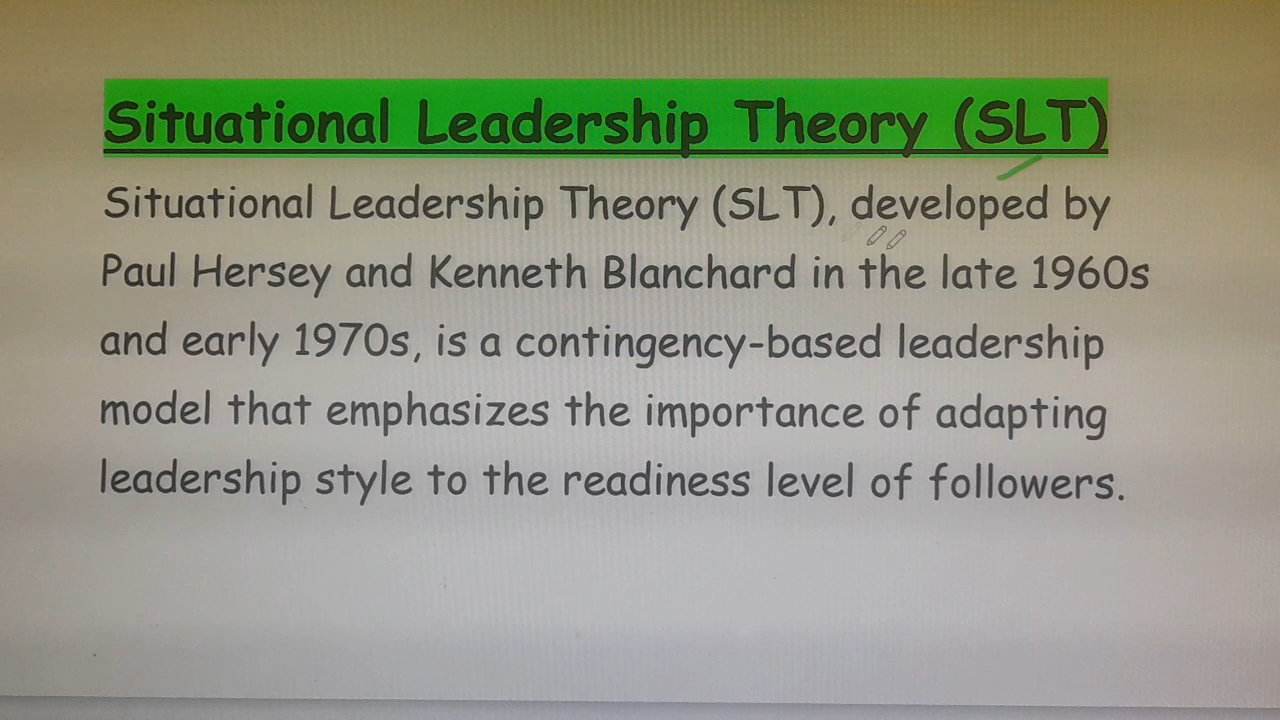 Situational Leadership Theory (SLT)
Situational Leadership Theory (SLT), developed by
Paul Hersey and Kenneth Blanchard in the late 1960s
and early 1970s, is a contingency-based leadership
model that emphasizes the importance of adapting
leadership style to the readiness level of followers.